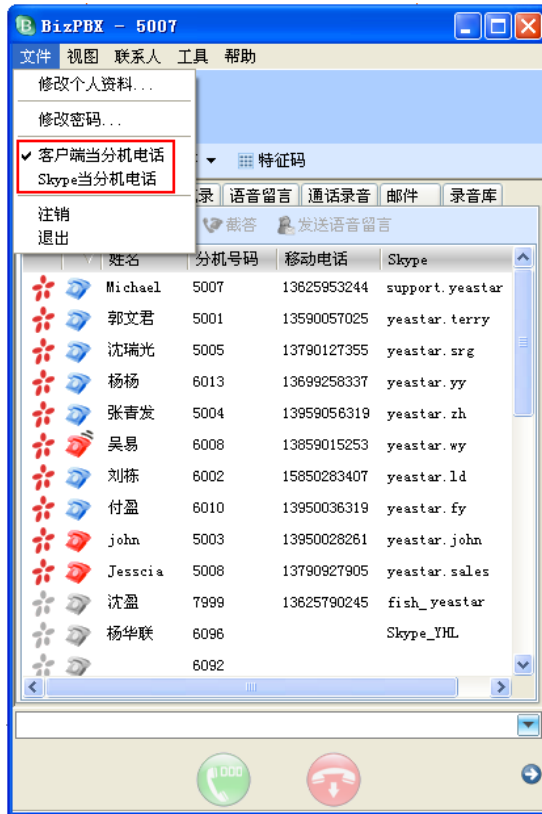 BizPBX - 5007
文件 视图 联系人 工具 帮助
修改个人资料...
修改密码...
客户端当分机电话
Skype当分机电话
注销
退出
特征码
录 语音留言 通话录音 邮件 录音库
截答 发送语音留言
姓名 分机号码 移动电话 Skype
Michael 5007 13625953244 support.yeastar
郭文君 5001 13590057025 yeastar.terry
沈瑞光 5005 13790127355 yeastar.srg
杨杨 6013 13699258337 yeastar.yy
张青发 5004 13959056319 yeastar.zh
吴易 6008 13859015253 yeastar.wy
刘栋 6002 15850283407 yeastar.ld
付盈 6010 13950036319 yeastar.fy
john 5003 13950028261 yeastar.john
Jesscia 5008 13790927905 yeastar.sales
沈盈 7999 13625790245 fish_yeastar
杨华联 6096 Skype_YHL
6092